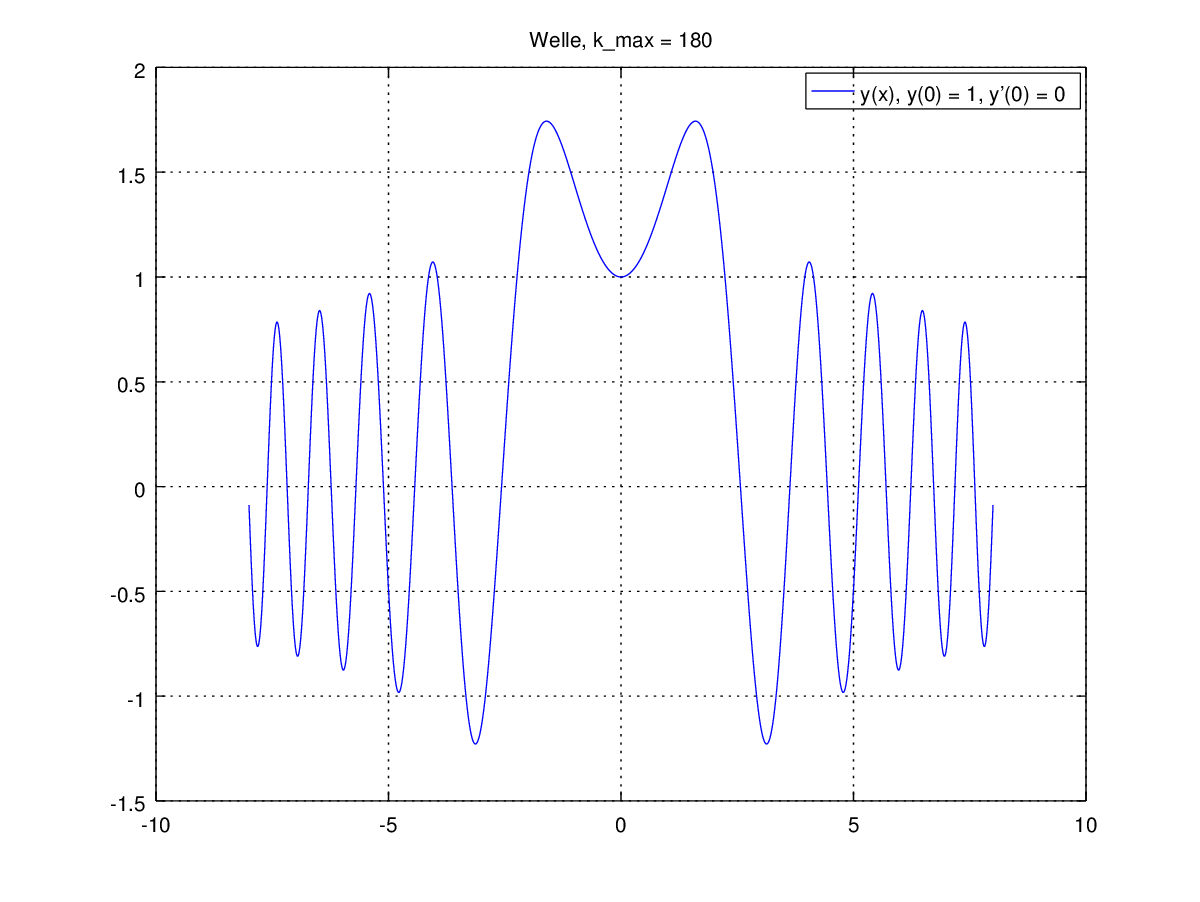 Welle, k_max = 180
y(x), y(0) = 1, y'(0) = 0
2
1.5
1
0.5
0
-0.5
-1
-1.5
-10 -5 0 5 10